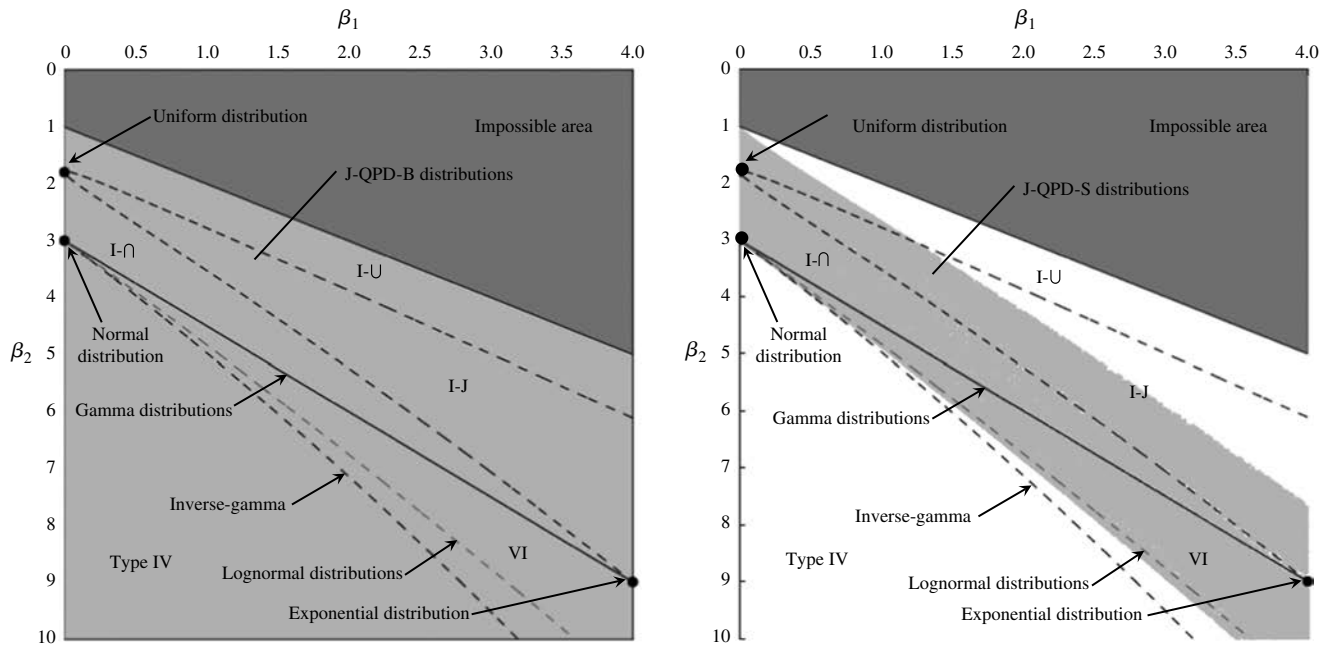 β1
0 0.5 1.0 1.5 2.0 2.5 3.0 3.5 4.0
0
1
2
3
4
5
6
7
8
9
10
β2
Uniform distribution
Impossible area
J-QPD-B distributions
I-∩
I-U
Normal
distribution
I-J
Gamma distributions
Inverse-gamma
VI
Type IV
Lognormal distributions
Exponential distribution
β1
0 0.5 1.0 1.5 2.0 2.5 3.0 3.5 4.0
0
1
2
3
4
5
6
7
8
9
10
β2
Uniform distribution
Impossible area
J-QPD-S distributions
I-∩
I-U
Normal
distribution
I-J
Gamma distributions
Inverse-gamma
Type IV
VI
Lognormal distributions
Exponential distribution